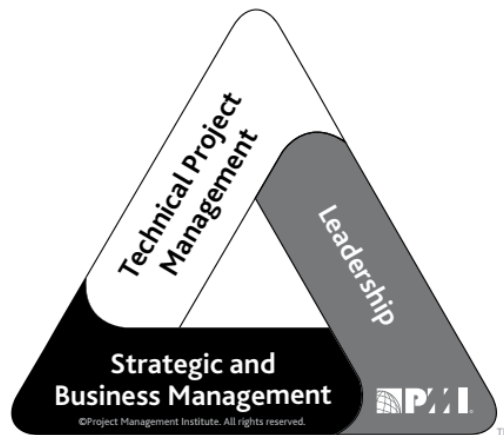 Technical Project
Management
Leadership
Strategic and
Business Management
©Project Management Institute. All rights reserved.
PMI.